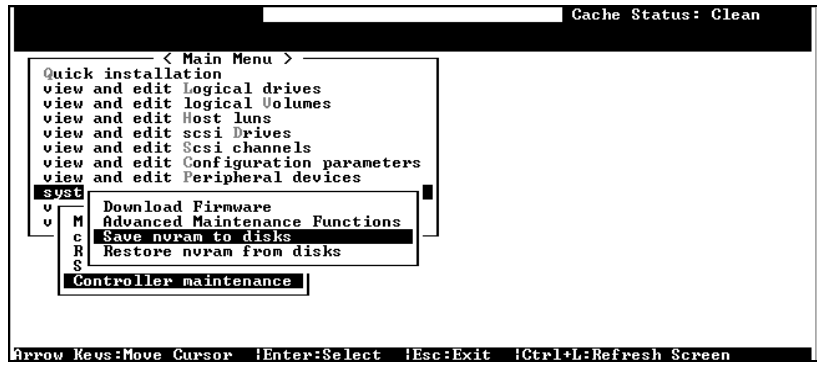 Cache Status: Clean
< Main Menu >
Quick installation
view and edit Logical drives
view and edit logical Volumes
view and edit Host luns
view and edit scsi Drives
view and edit Scsi channels
view and edit Configuration parameters
view and edit Peripheral devices
syst
v
Download Firmware
v
M
Advanced Maintenance Functions
c
Save nvram to disks
R
Restore nvram from disks
S
Controller maintenance
Arrow Keys:Move Cursor |Enter:Select |Esc:Exit |Ctrl+L:Refresh Screen